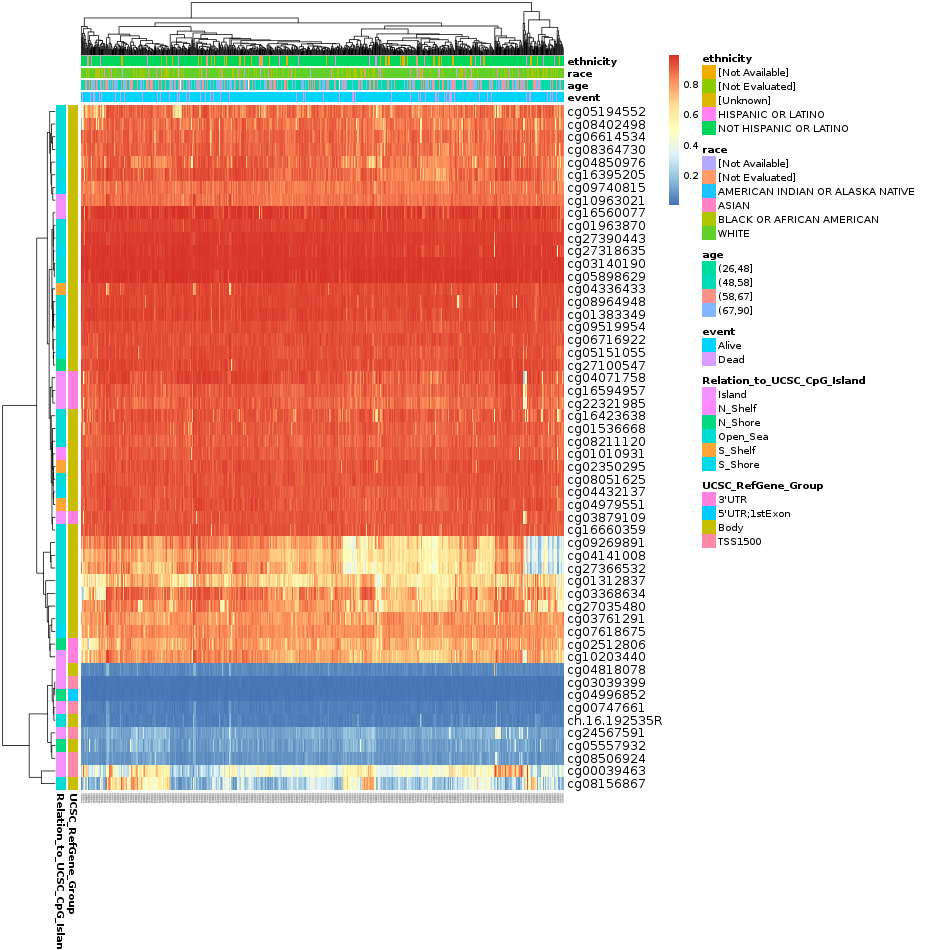 ethnicity
race
age
event
cg05194552
cg08402498
cg06614534
cg08364730
cg04850976
cg16395205
cg09740815
cg10963021
cg16560077
cg01963870
cg27390443
cg27318635
cg03140190
cg05898629
cg04336433
cg08964948
cg01383349
cg09519954
cg06716922
cg05151055
cg27100547
cg04071758
cg16594957
cg22321985
cg16423638
cg01536668
cg08211120
cg01010931
cg02350295
cg08051625
cg04432137
cg04979551
cg03879109
cg16660359
cg09269891
cg04141008
cg27366532
cg01312837
cg03368634
cg27035480
cg03761291
cg07618675
cg02512806
cg10203440
cg04818078
cg03039399
cg04996852
cg00747661
ch.16.192535R
cg24567591
cg05557932
cg08506924
cg00039463
cg08156867
Relation_to_UCSC_CpG_Islan
UCSC_RefGene_Group
0.8
0.6
0.4
0.2
ethnicity
[Not Available]
[Not Evaluated]
[Unknown]
HISPANIC OR LATINO
NOT HISPANIC OR LATINO
race
[Not Available]
[Not Evaluated]
AMERICAN INDIAN OR ALASKA NATIVE
ASIAN
BLACK OR AFRICAN AMERICAN
WHITE
age
(26,48]
(48,58]
(58,67]
(67,90]
event
Alive
Dead
Relation_to_UCSC_CpG_Island
Island
N_Shelf
N_Shore
Open_Sea
S_Shelf
S_Shore
UCSC_RefGene_Group
3'UTR
5'UTR;1stExon
Body
TSS1500